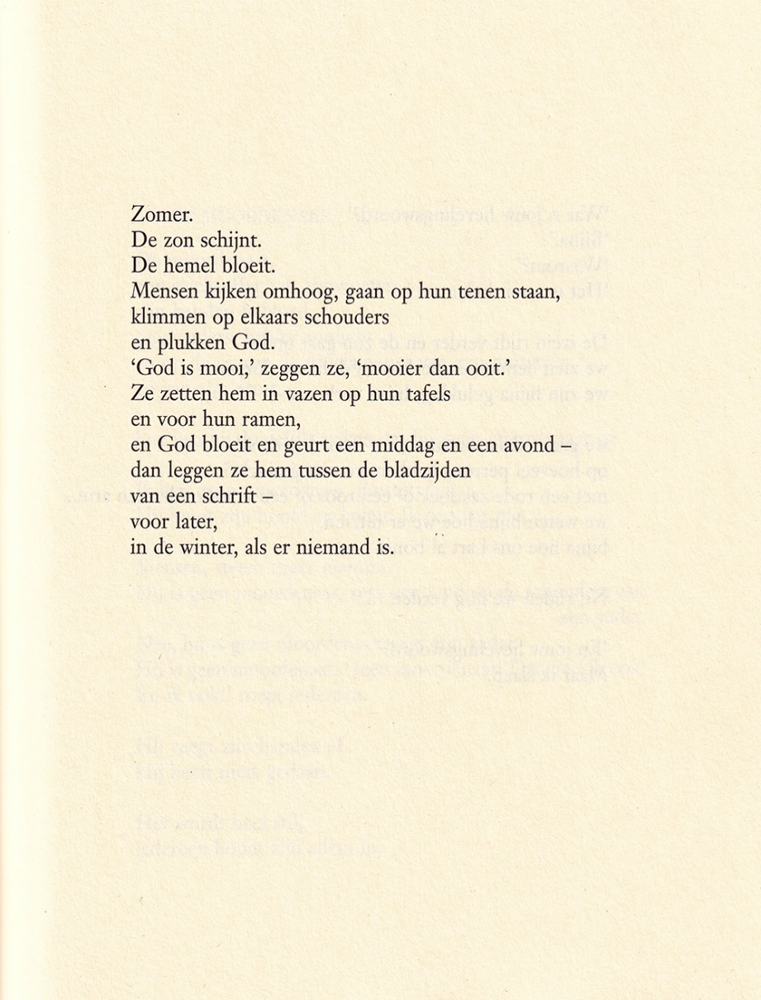 Zomer.
De zon schijnt.
De hemel bloeit.
Mensen kijken omhoog, gaan op hun tenen staan,
klimmen op elkaars schouders
en plukken God.
‘God is mooi,’ zeggen ze, ‘mooier dan ooit.’
Ze zetten hem in vazen op hun tafels
en voor hun ramen,
en God bloeit en geurt een middag en een avond –
dan leggen ze hem tussen de bladzijden
van een schrift –
voor later,
in de winter, als er niemand is.